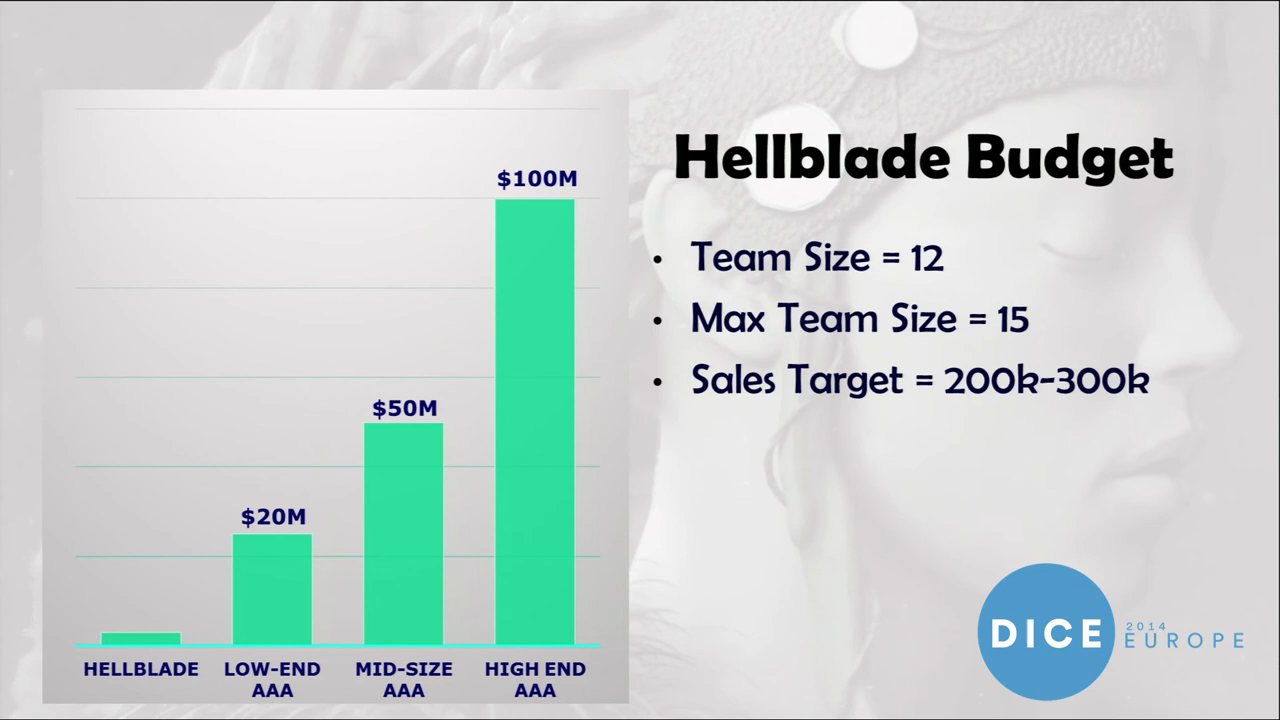 Hellblade Budget
• Team Size = 12
• Max Team Size = 15
• Sales Target = 200k-300k
$100M
$50M
$20M
HELLBLADE
LOW-END
AAA
MID-SIZE
AAA
HIGH END
AAA
DICE
2014
EUROPE